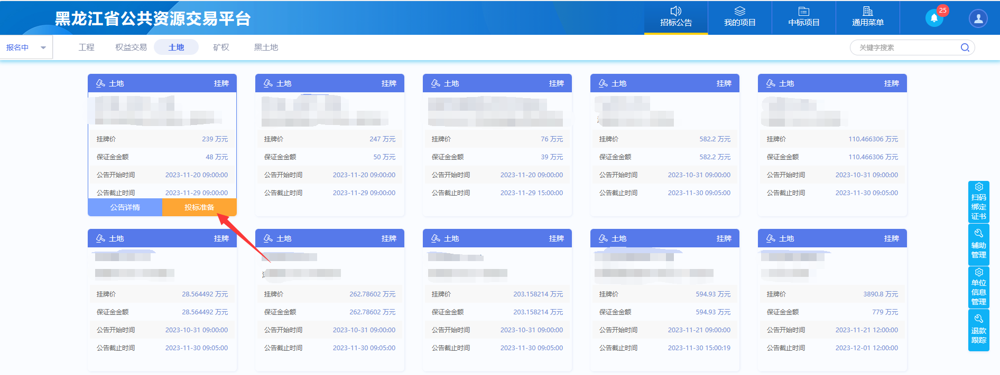 黑龙江省公共资源交易平台
招标公告
我的项目
中标项目
通用菜单
25
报名中
工程
权益交易
土地
矿权
黑土地
关键字搜索
土地 挂牌
挂牌价 239 万元
保证金金额 48 万元
公告开始时间 2023-11-20 09:00:00
公告截止时间 2023-11-29 09:00:00
公告详情 投标准备
土地 挂牌
挂牌价 247 万元
保证金金额 50 万元
公告开始时间 2023-11-20 09:00:00
公告截止时间 2023-11-29 09:00:00
土地 挂牌
挂牌价 76 万元
保证金金额 39 万元
公告开始时间 2023-11-20 09:00:00
公告截止时间 2023-11-29 15:00:00
土地 挂牌
挂牌价 582.2 万元
保证金金额 582.2 万元
公告开始时间 2023-10-31 09:00:00
公告截止时间 2023-11-30 09:05:00
土地 挂牌
挂牌价 110.466306 万元
保证金金额 110.466306 万元
公告开始时间 2023-10-31 09:00:00
公告截止时间 2023-11-30 09:05:00
土地 挂牌
挂牌价 28.564492 万元
保证金金额 28.564492 万元
公告开始时间 2023-10-31 09:00:00
公告截止时间 2023-11-30 09:05:00
土地 挂牌
挂牌价 262.78602 万元
保证金金额 262.78602 万元
公告开始时间 2023-10-31 09:00:00
公告截止时间 2023-11-30 09:05:00
土地 挂牌
挂牌价 203.158214 万元
保证金金额 203.158214 万元
公告开始时间 2023-10-31 09:00:00
公告截止时间 2023-11-30 09:05:00
土地 挂牌
挂牌价 594.93 万元
保证金金额 594.93 万元
公告开始时间 2023-11-21 09:00:00
公告截止时间 2023-11-30 15:00:19
土地 挂牌
挂牌价 3890.8 万元
保证金金额 779 万元
公告开始时间 2023-11-21 12:00:00
公告截止时间 2023-12-01 12:00:00
扫码
绑定
证书
辅助
管理
单位
信息
管理
退款
跟踪